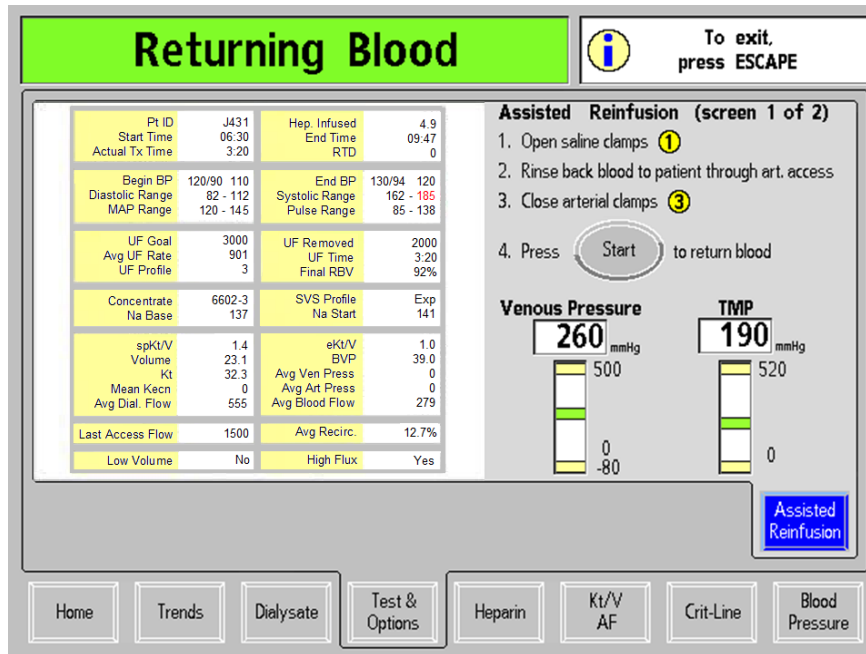 Returning Blood
To exit,
press ESCAPE
Pt ID J431 Hep. Infused 4.9
Start Time 06:30 End Time 09:47
Actual Tx Time 3:20 RTD 0
Begin BP 120/90 110 End BP 130/94 120
Diastolic Range 82 - 112 Systolic Range 162 - 185
MAP Range 120 - 145 Pulse Range 85 - 138
UF Goal 3000 UF Removed 2000
Avg UF Rate 901 UF Time 3:20
UF Profile 3 Final RBV 92%
Concentrate 6602-3 SVS Profile Exp
Na Base 137 Na Start 141
spKt/V 1.4 eKt/V 1.0
Volume 23.1 BVP 39.0
Kt 32.3 Avg Ven Press 0
Mean Kecn 0 Avg Art Press 0
Avg Dial. Flow 555 Avg Blood Flow 279
Last Access Flow 1500 Avg Recirc. 12.7%
Low Volume No High Flux Yes
Assisted Reinfusion (screen 1 of 2)
1. Open saline clamps 1
2. Rinse back blood to patient through art. access
3. Close arterial clamps 3
4. Press Start to return blood
Venous Pressure TMP
260 mmHg 190 mmHg
500 520
0 0
-80
Assisted
Reinfusion
Home Trends Dialysate Test & Options Heparin Kt/V AF Crit-Line Blood Pressure